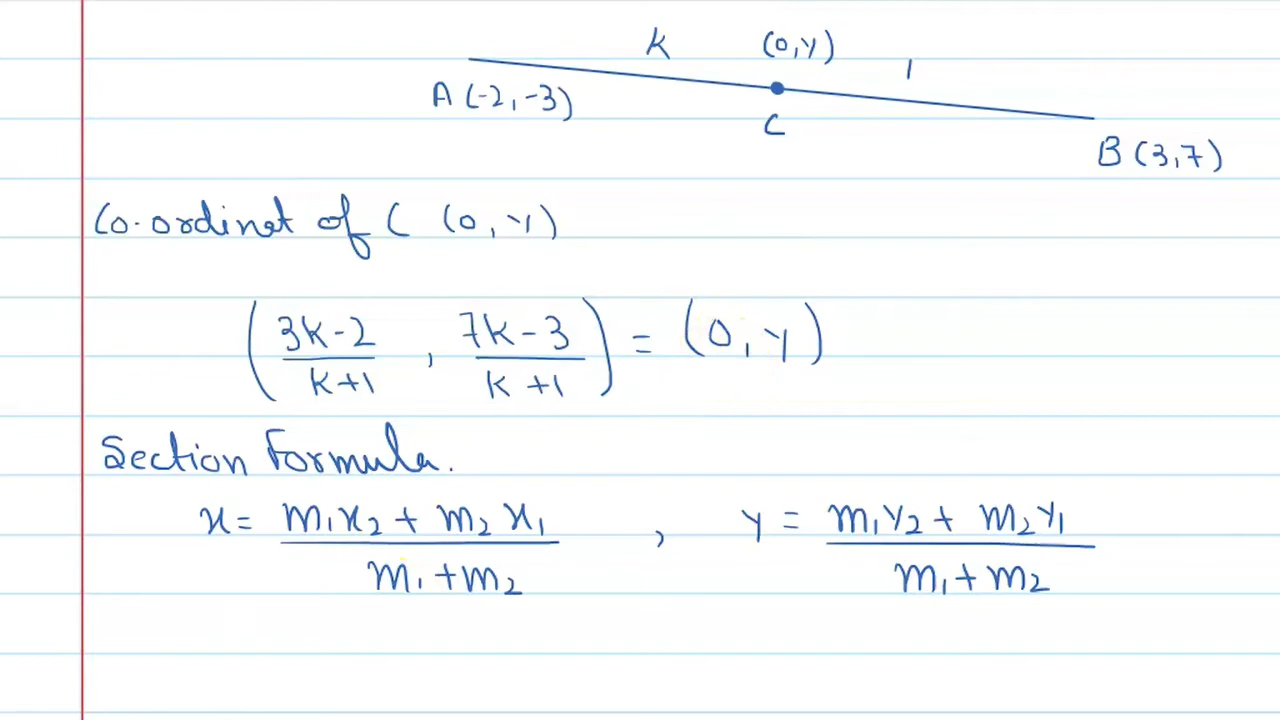 k (0,y) 1
A (-2,-3)
C
B (3,7)
Co-ordinet of C (0, y)
(3k-2/k+1 , 7k-3/k+1) = (0, y)
Section Formula.
x = m₁x₂ + m₂x₁ / m₁+m₂ , y = m₁y₂ + m₂y₁ / m₁+m₂